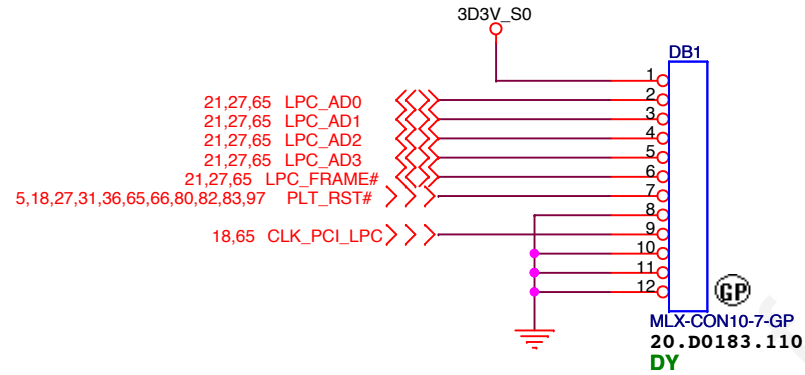 3D3V_S0
DB1
1
21,27,65 LPC_AD0 2
21,27,65 LPC_AD1 3
21,27,65 LPC_AD2 4
21,27,65 LPC_AD3 5
21,27,65 LPC_FRAME# 6
5,18,27,31,36,65,66,80,82,83,97 PLT_RST# 7
8
18,65 CLK_PCI_LPC 9
10
11
12
GP
MLX-CON10-7-GP
20.D0183.110
DY